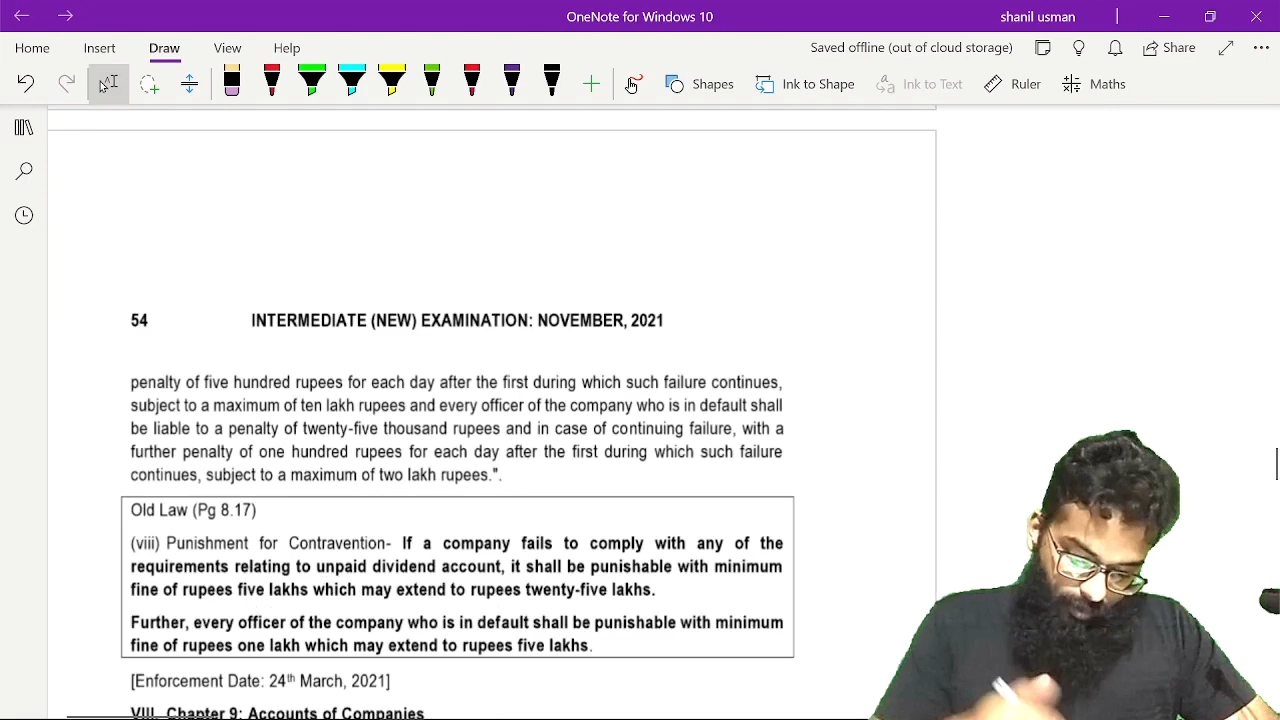 OneNote for Windows 10
shanil usman
Home Insert Draw View Help
Saved offline (out of cloud storage)
Share
Shapes
Ink to Shape
Ink to Text
Ruler
Maths
54 INTERMEDIATE (NEW) EXAMINATION: NOVEMBER, 2021
penalty of five hundred rupees for each day after the first during which such failure continues,
subject to a maximum of ten lakh rupees and every officer of the company who is in default shall
be liable to a penalty of twenty-five thousand rupees and in case of continuing failure, with a
further penalty of one hundred rupees for each day after the first during which such failure
continues, subject to a maximum of two lakh rupees.".
Old Law (Pg 8.17)
(viii) Punishment for Contravention- If a company fails to comply with any of the
requirements relating to unpaid dividend account, it shall be punishable with minimum
fine of rupees five lakhs which may extend to rupees twenty-five lakhs.
Further, every officer of the company who is in default shall be punishable with minimum
fine of rupees one lakh which may extend to rupees five lakhs.
[Enforcement Date: 24th March, 2021]
VIII. Chapter 9: Accounts of Companies